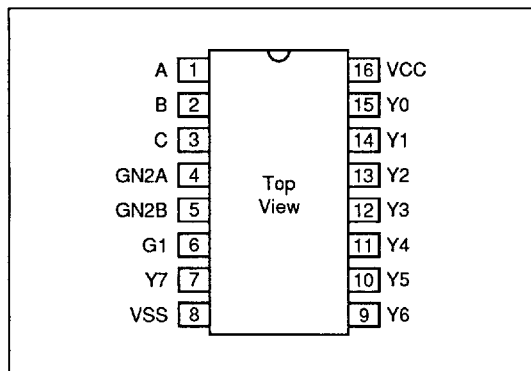 A 1 16 VCC
B 2 15 Y0
C 3 14 Y1
GN2A 4 13 Y2
GN2B 5 Top View 12 Y3
G1 6 11 Y4
Y7 7 10 Y5
VSS 8 9 Y6